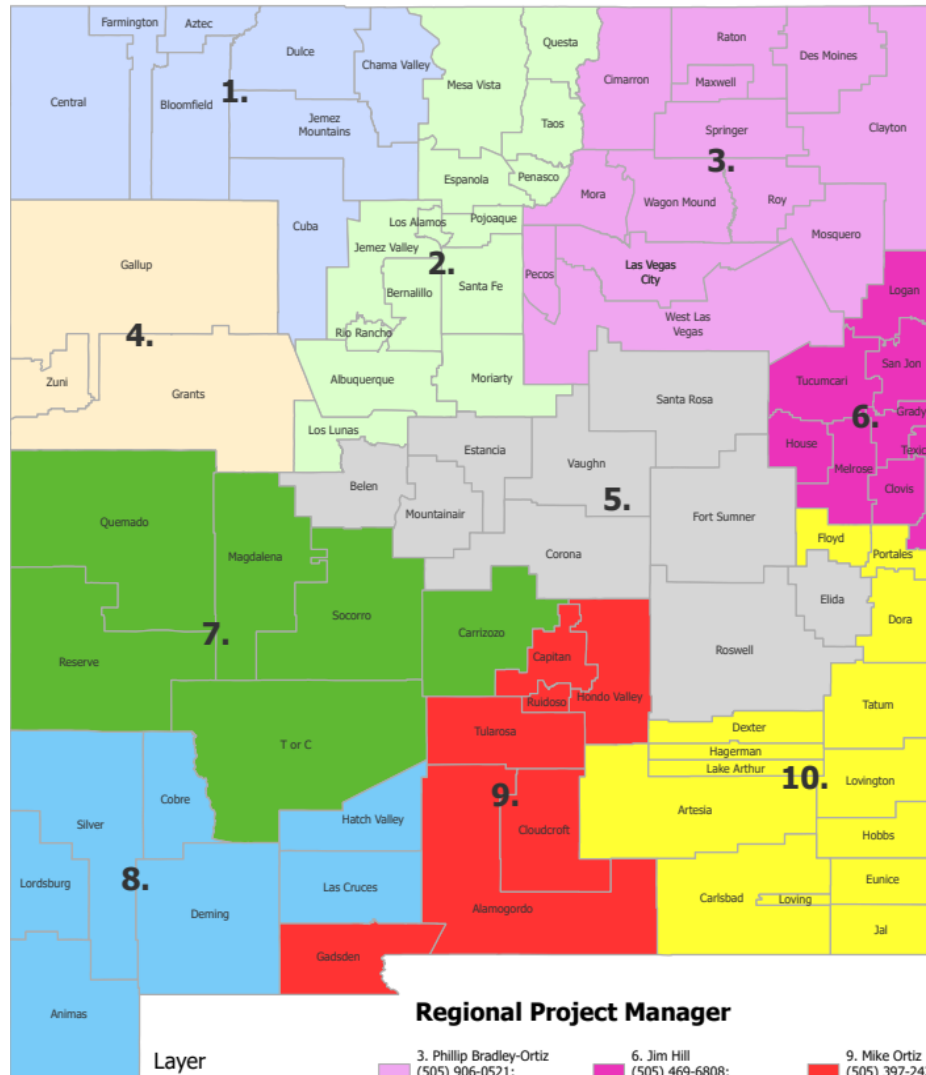 Farmington
Aztec
Dulce
Chama Valley
Central
Bloomfield
1.
Jemez
Mountains
Cuba
Questa
Mesa Vista
Taos
Penasco
Espanola
Los Alamos
Pojoaque
Jemez Valley
2.
Bernalillo
Santa Fe
Rio Rancho
Albuquerque
Moriarty
Los Lunas
Raton
Des Moines
Cimarron
Maxwell
Clayton
Springer
3.
Mora
Wagon Mound
Roy
Mosquero
Pecos
Las Vegas
City
West Las
Vegas
Gallup
4.
Zuni
Grants
Santa Rosa
Estancia
Vaughn
Belen
5.
Mountainair
Fort Sumner
Corona
Elida
Roswell
Logan
San Jon
Tucumcari
6.
Grady
House
Melrose
Clovis
Quemado
Magdalena
Socorro
7.
Reserve
Carrizozo
T or C
Cobre
Silver
Hatch Valley
8.
Lordsburg
Las Cruces
Deming
Animas
Capitan
Ruidoso
Hondo Valley
Tularosa
9.
Cloudcroft
Alamogordo
Gadsden
Floyd
Portales
Dora
Tatum
Dexter
Hagerman
Lake Arthur
10.
Lovington
Artesia
Hobbs
Eunice
Carlsbad
Loving
Jal
Regional Project Manager
Layer
3. Phillip Bradley-Ortiz
(505) 906-0521;
6. Jim Hill
(505) 469-6808;
9. Mike Ortiz